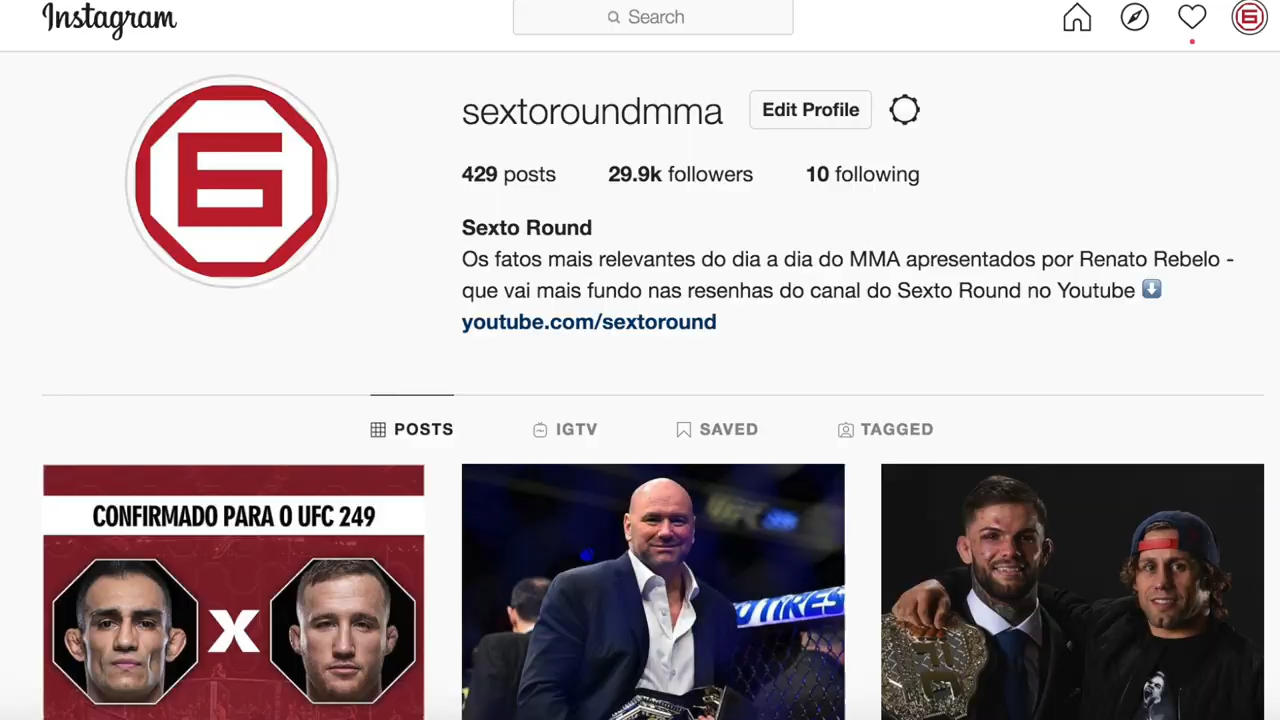 Instagram
Search
6
6
sextoroundmma
Edit Profile
429 posts 29.9k followers 10 following
Sexto Round
Os fatos mais relevantes do dia a dia do MMA apresentados por Renato Rebelo -
que vai mais fundo nas resenhas do canal do Sexto Round no Youtube
youtube.com/sextoround
POSTS IGTV SAVED TAGGED
CONFIRMADO PARA O UFC 249
X